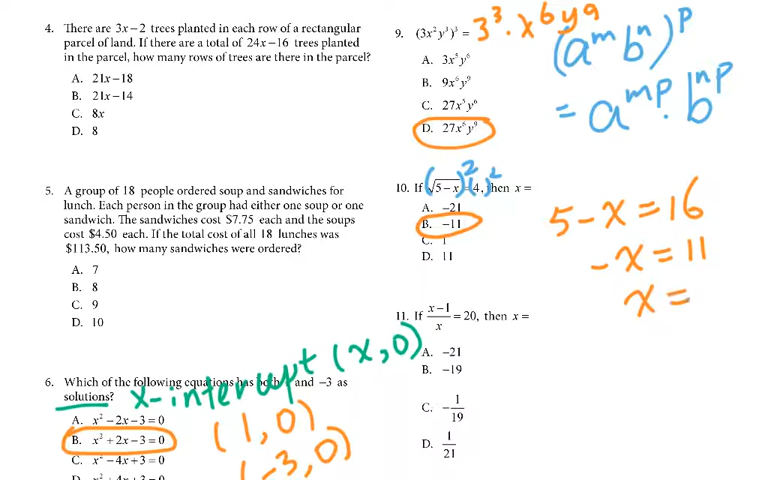 4. There are 3x−2 trees planted in each row of a rectangular
parcel of land. If there are a total of 24x−16 trees planted
in the parcel, how many rows of trees are there in the parcel?
A. 21x−18
B. 21x−14
C. 8x
D. 8
5. A group of 18 people ordered soup and sandwiches for
lunch. Each person in the group had either one soup or one
sandwich. The sandwiches cost $7.75 each and the soups
cost $4.50 each. If the total cost of all 18 lunches was
$113.50, how many sandwiches were ordered?
A. 7
B. 8
C. 9
D. 10
6. Which of the following equations has both and −3 as
solutions?
x-intercept (x,0)
A. x² − 2x − 3 = 0
B. x² + 2x − 3 = 0
C. x² − 4x + 3 = 0
(1,0)
(−3,0)
9. (3x²y³)³ = 3³·x⁶y⁹
A. 3x⁵y⁶
B. 9x⁶y⁹
C. 27x⁵y⁶
D. 27x⁶y⁹
(aᵐbⁿ)ᵖ
= aᵐᵖ·bⁿᵖ
10. If (√5−x)² = (4)², then x =
A. −21
B. −11
C. 1
D. 11
5−x=16
−x=11
x=
11. If x−1/x = 20, then x =
A. −21
B. −19
C. −1/19
D. 1/21